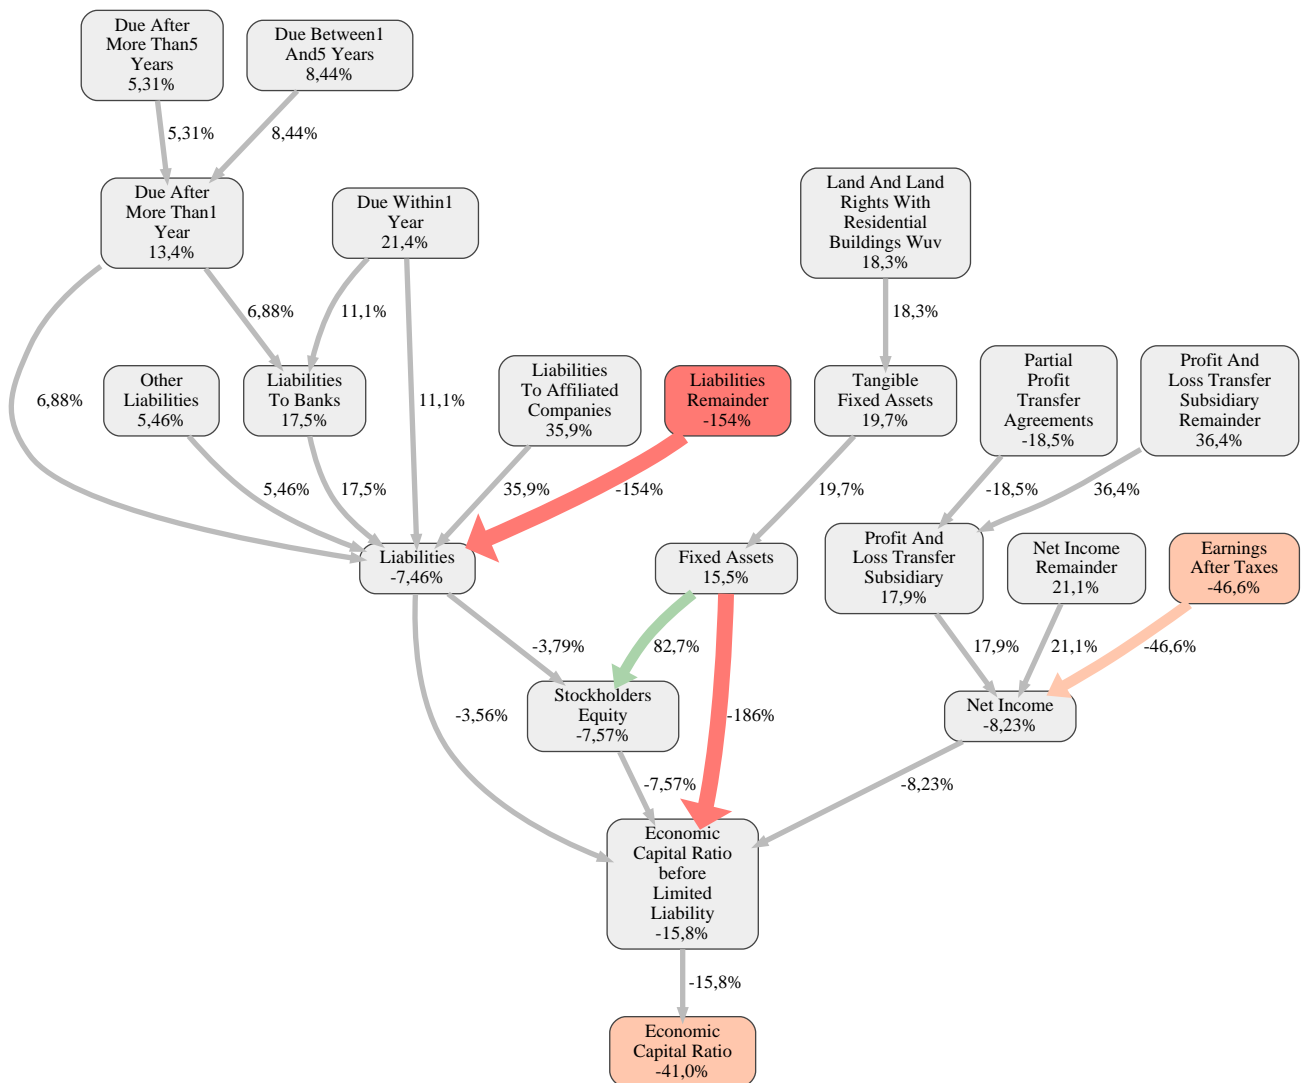 Due After
More Than5
Years
5,31%
Due Between1
And5 Years
8,44%
5,31%
8,44%
Due After
More Than1
Year
13,4%
Due Within1
Year
21,4%
Land And Land
Rights With
Residential
Buildings Wuv
18,3%
6,88%
11,1%
18,3%
Other
Liabilities
5,46%
Liabilities
To Banks
17,5%
Liabilities
To Affiliated
Companies
35,9%
Liabilities
Remainder
-154%
Tangible
Fixed Assets
19,7%
Partial
Profit
Transfer
Agreements
-18,5%
Profit And
Loss Transfer
Subsidiary
Remainder
36,4%
6,88%
11,1%
5,46%
17,5%
35,9%
-154%
19,7%
-18,5%
36,4%
Liabilities
-7,46%
Fixed Assets
15,5%
Profit And
Loss Transfer
Subsidiary
17,9%
Net Income
Remainder
21,1%
Earnings
After Taxes
-46,6%
-3,79%
82,7%
17,9%
21,1%
-46,6%
Stockholders
Equity
-7,57%
Net Income
-8,23%
-3,56%
-186%
-7,57%
-8,23%
Economic
Capital Ratio
before
Limited
Liability
-15,8%
-15,8%
Economic
Capital Ratio
-41,0%